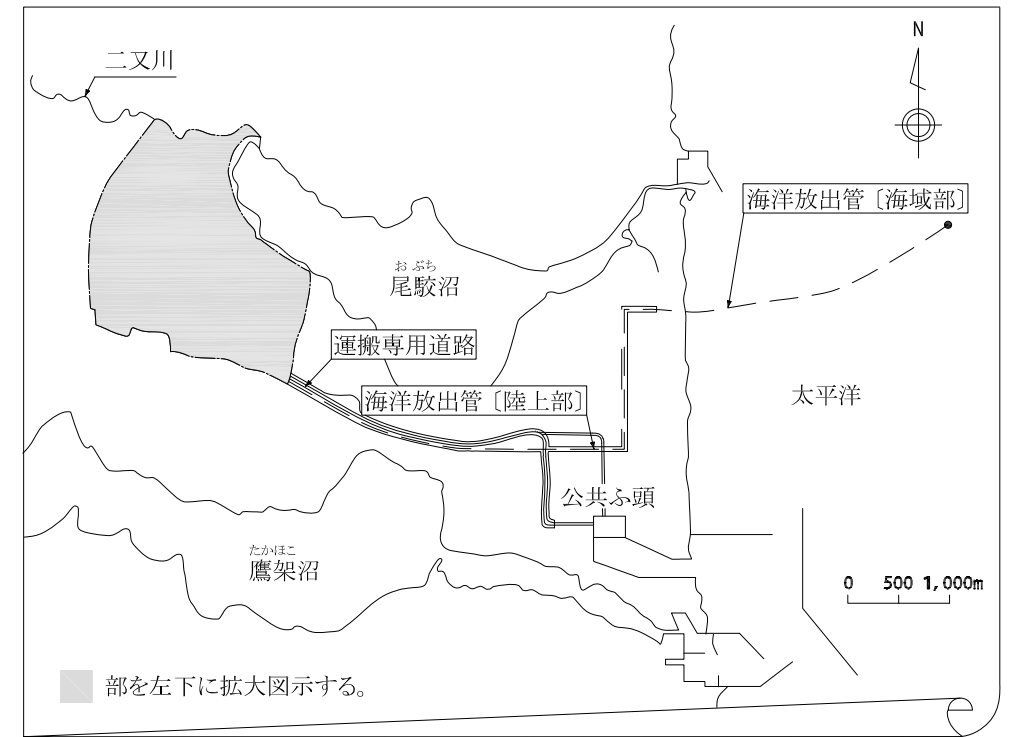 二又川
N
海洋放出管〔海域部〕
おぶち
尾駮沼
運搬専用道路
海洋放出管〔陸上部〕
太平洋
公共ふ頭
たかほこ
鷹架沼
0 500 1,000m
部を左下に拡大図示する。